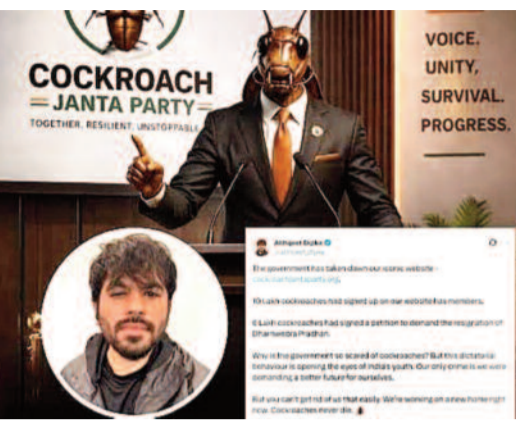 COCKROACH
JANTA PARTY
TOGETHER. RESILIENT. UNSTOPPABLE
VOICE.
UNITY,
SURVIVAL.
PROGRESS.
Abhijeet Dipke
The government has taken down our iconic website -
10 Lakh cockroaches had signed up on our website has members.
6 Lakh cockroaches had signed a petition to demand the resignation of
Dharmendra Pradhan.
Why is the government so scared of cockroaches? But this dictatorial
behaviour is opening the eyes of India's youth. Our only crime is we were
demanding a better future for ourselves.
But you can't get rid of us that easily. We're working on a new home right
now. Cockroaches never die.